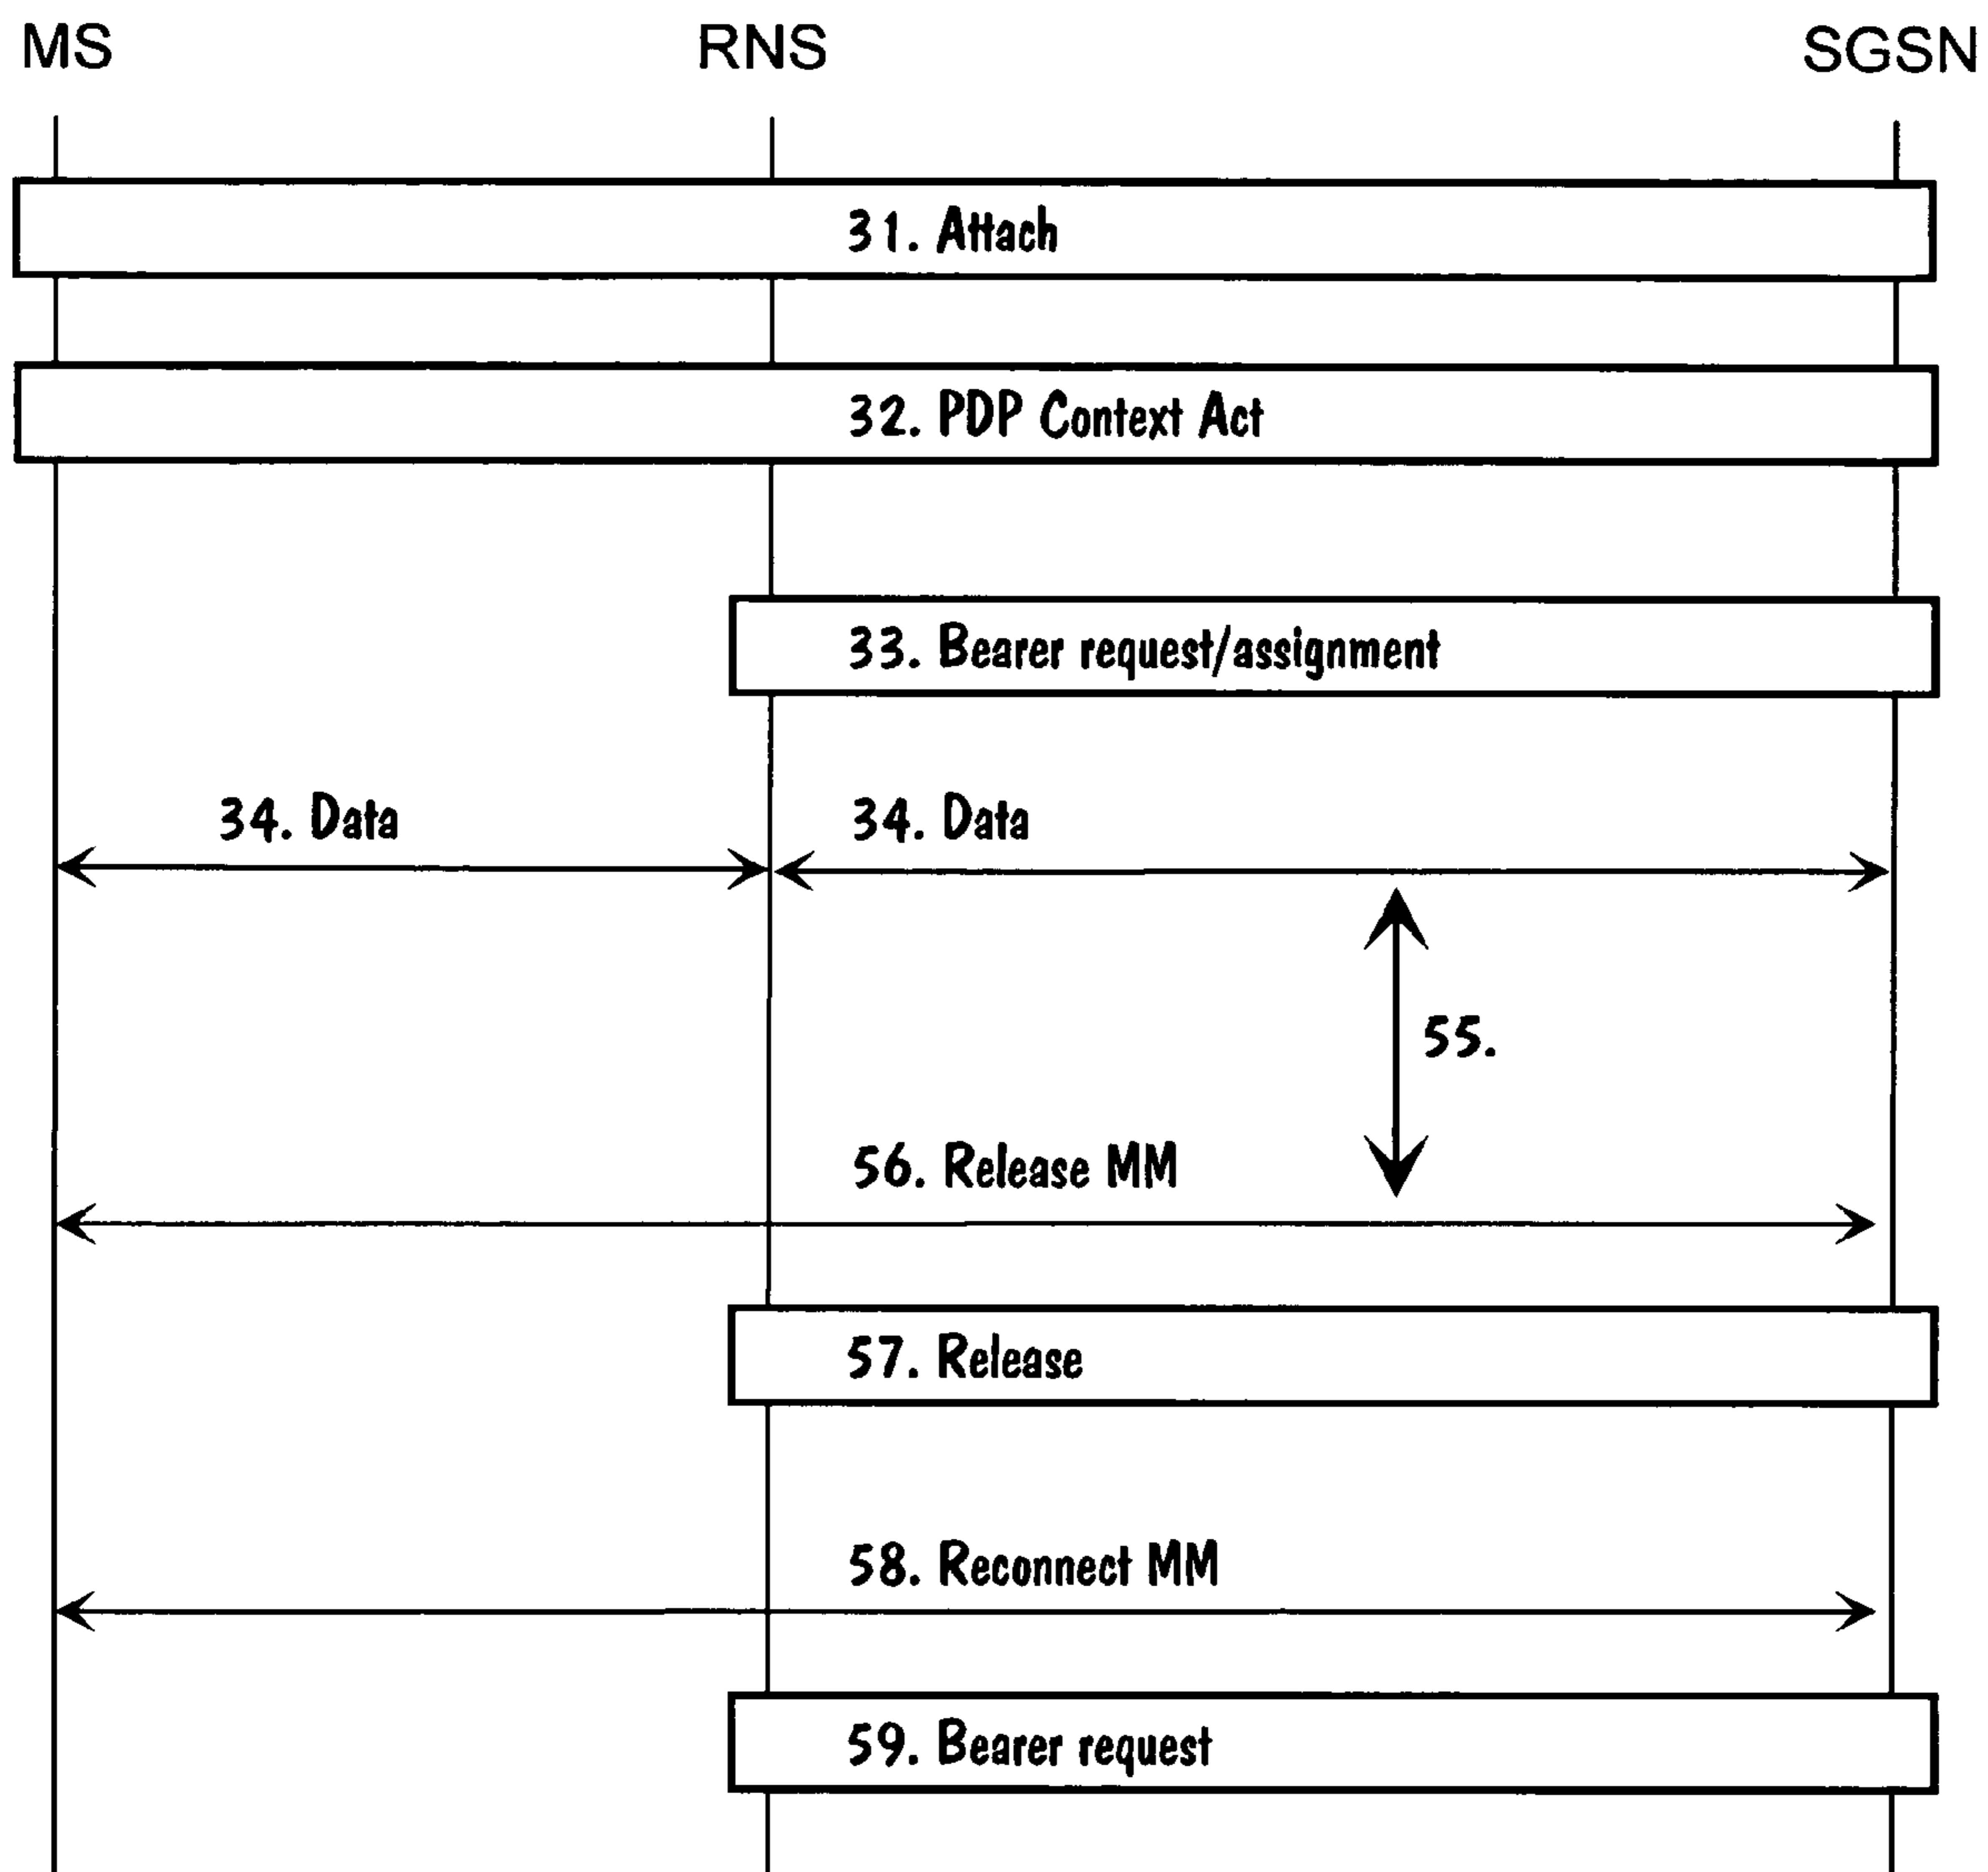 MS RNS SGSN
31. Attach
32. PDP Context Act
33. Bearer request/assignment
34. Data 34. Data
55.
56. Release MM
57. Release
58. Reconnect MM
59. Bearer request